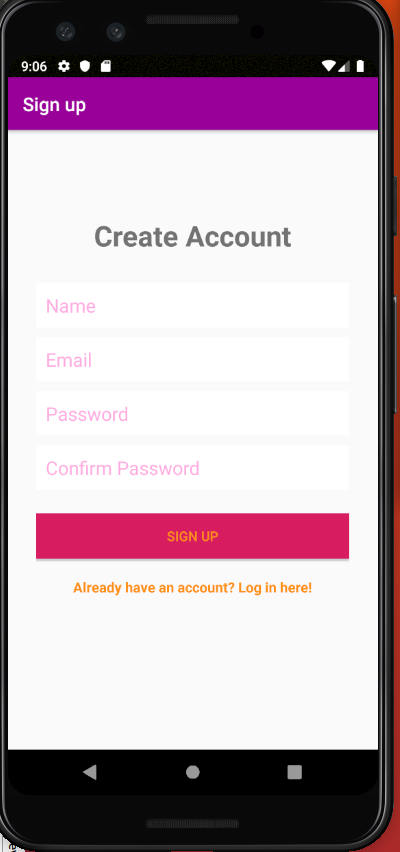 9:06
Sign up
Create Account
Name
Email
Password
Confirm Password
SIGN UP
Already have an account? Log in here!